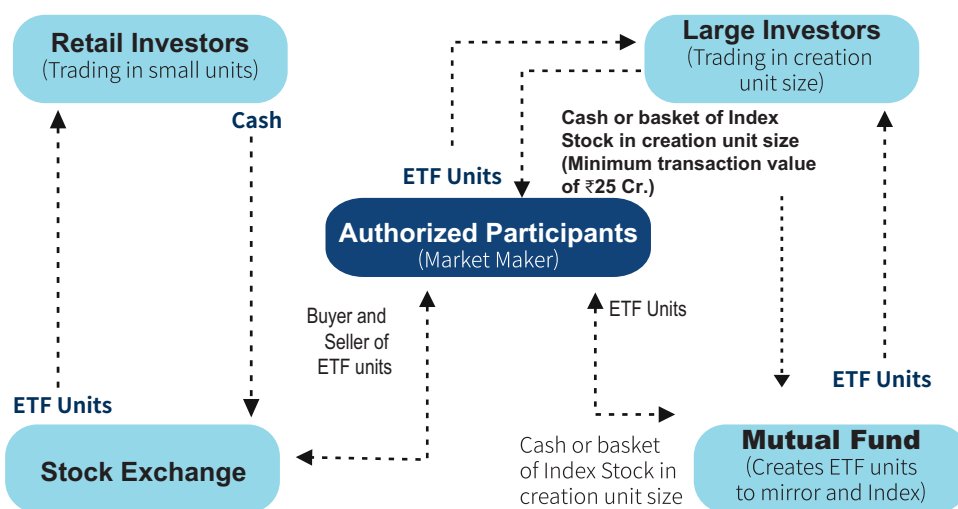 Retail Investors
(Trading in small units)
Large Investors
(Trading in creation
unit size)
Cash
Cash or basket of Index
Stock in creation unit size
(Minimum transaction value
of ₹25 Cr.)
ETF Units
Authorized Participants
(Market Maker)
Buyer and
Seller of
ETF units
ETF Units
ETF Units
ETF Units
Stock Exchange
Cash or basket
of Index Stock in
creation unit size
Mutual Fund
(Creates ETF units
to mirror and Index)